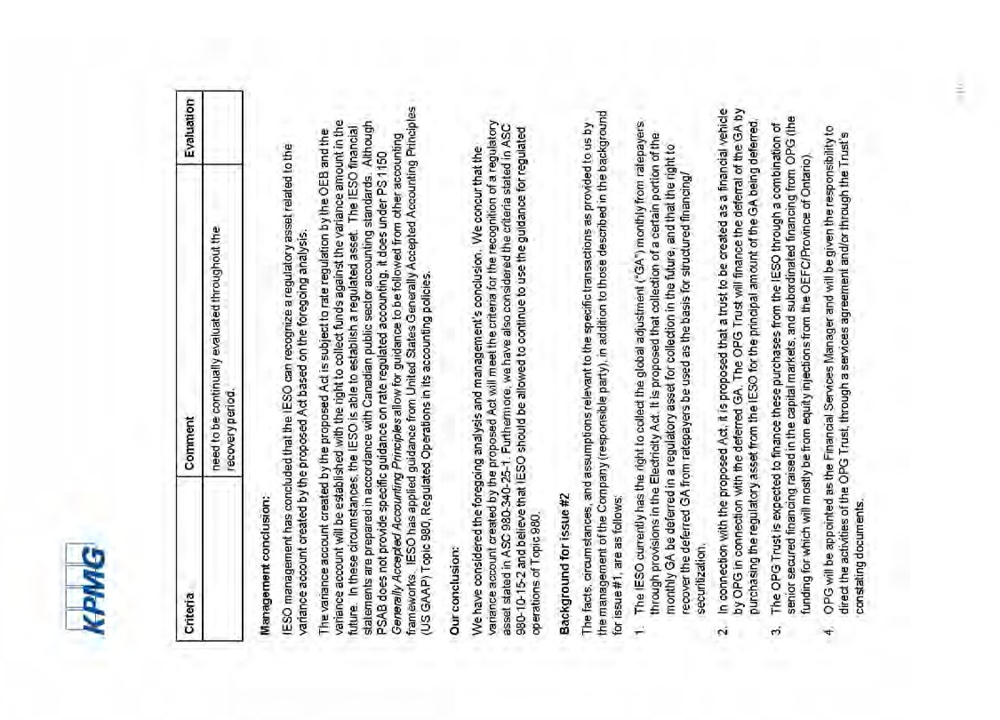 KPMG
Criteria Comment Evaluation
need to be continually evaluated throughout the
recovery period.
Management conclusion:
IESO management has concluded that the IESO can recognize a regulatory asset related to the
variance account created by the proposed Act based on the foregoing analysis.
The variance account created by the proposed Act is subject to rate regulation by the OEB and the
variance account will be established with the right to collect funds against the variance amount in the
future. In these circumstances, the IESO is able to establish a regulated asset. The IESO financial
statements are prepared in accordance with Canadian public sector accounting standards. Although
PSAB does not provide specific guidance on rate regulated accounting, it does under PS 1150
Generally Accepted Accounting Principles allow for guidance to be followed from other accounting
frameworks. IESO has applied guidance from United States Generally Accepted Accounting Principles
(US GAAP) Topic 980, Regulated Operations in its accounting policies.
Our conclusion:
We have considered the foregoing analysis and management's conclusion. We concur that the
variance account created by the proposed Act will meet the criteria for the recognition of a regulatory
asset stated in ASC 980-340-25-1. Furthermore, we have also considered the criteria stated in ASC
980-10-15-2 and believe that IESO should be allowed to continue to use the guidance for regulated
operations of Topic 980.
Background for issue #2
The facts, circumstances, and assumptions relevant to the specific transactions as provided to us by
the management of the Company (responsible party), in addition to those described in the background
for issue #1, are as follows:
1. The IESO currently has the right to collect the global adjustment ("GA") monthly from ratepayers
through provisions in the Electricity Act. It is proposed that collection of a certain portion of the
monthly GA be deferred in a regulatory asset for collection in the future, and that the right to
recover the deferred GA from ratepayers be used as the basis for structured financing/
securitization.
2. In connection with the proposed Act, it is proposed that a trust to be created as a financial vehicle
by OPG in connection with the deferred GA. The OPG Trust will finance the deferral of the GA by
purchasing the regulatory asset from the IESO for the principal amount of the GA being deferred.
3. The OPG Trust is expected to finance these purchases from the IESO through a combination of
senior secured financing raised in the capital markets, and subordinated financing from OPG (the
funding for which will mostly be from equity injections from the OEFC/Province of Ontario).
4. OPG will be appointed as the Financial Services Manager and will be given the responsibility to
direct the activities of the OPG Trust, through a services agreement and/or through the Trust's
constating documents.